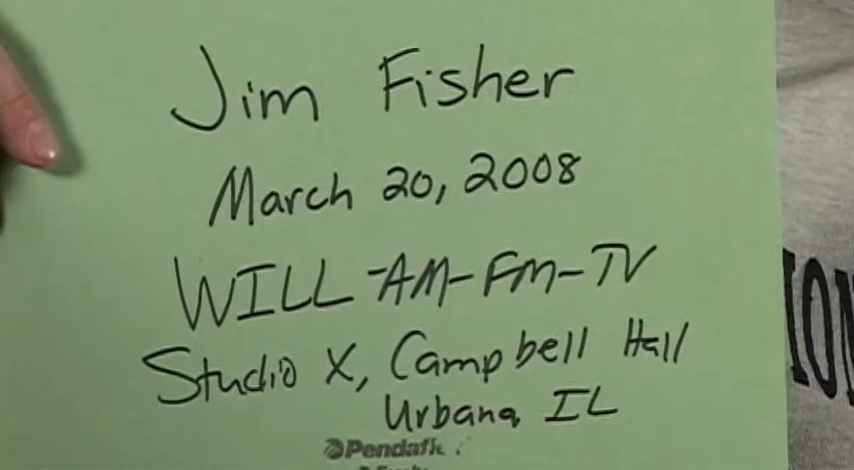 Jim Fisher
March 20, 2008
WILL-AM-FM-TV
Studio X, Campbell Hall
Urbana, IL